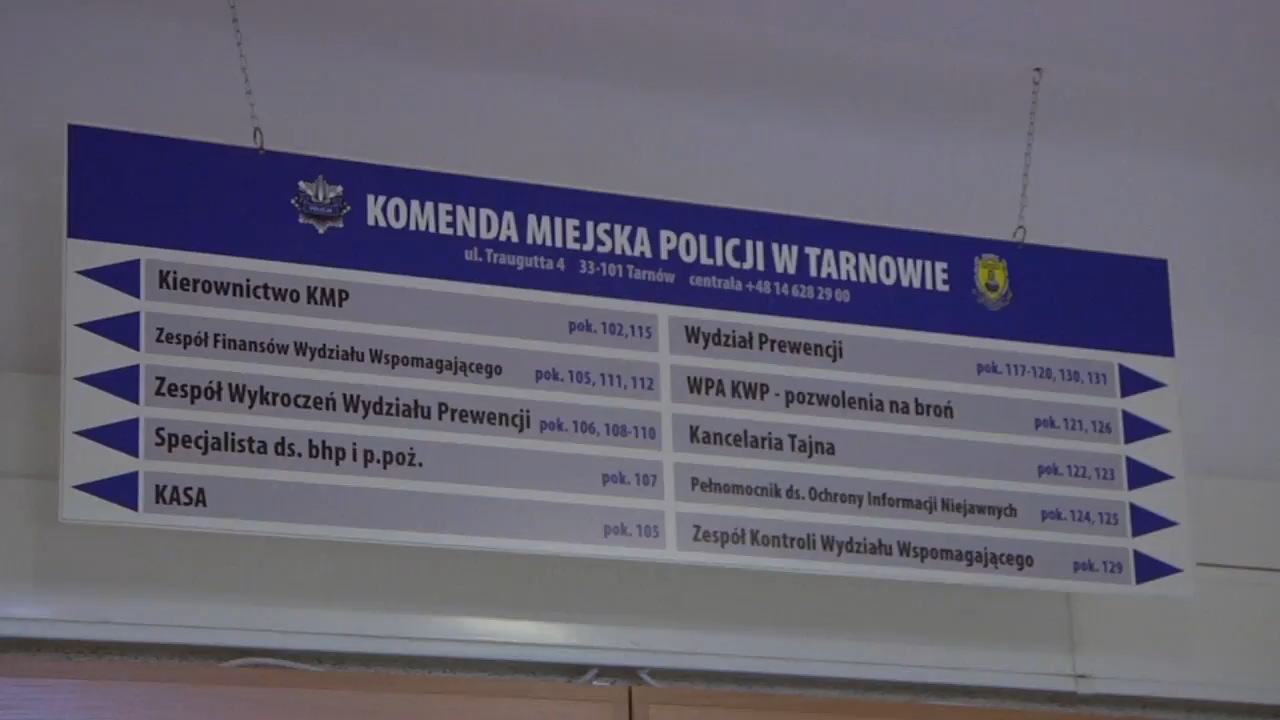 KOMENDA MIEJSKA POLICJI W TARNOWIE
ul. Traugutta 4 33-101 Tarnów centrala +48 14 628 29 00
Kierownictwo KMP pok. 102,115
Zespół Finansów Wydziału Wspomagającego pok. 105, 111, 112
Zespół Wykroczeń Wydziału Prewencji pok. 106, 108-110
Specjalista ds. bhp i p.poż. pok. 107
KASA pok. 105
Wydział Prewencji pok. 117-120, 130, 131
WPA KWP - pozwolenia na broń pok. 121, 126
Kancelaria Tajna pok. 122, 123
Pełnomocnik ds. Ochrony Informacji Niejawnych pok. 124, 125
Zespół Kontroli Wydziału Wspomagającego pok. 129